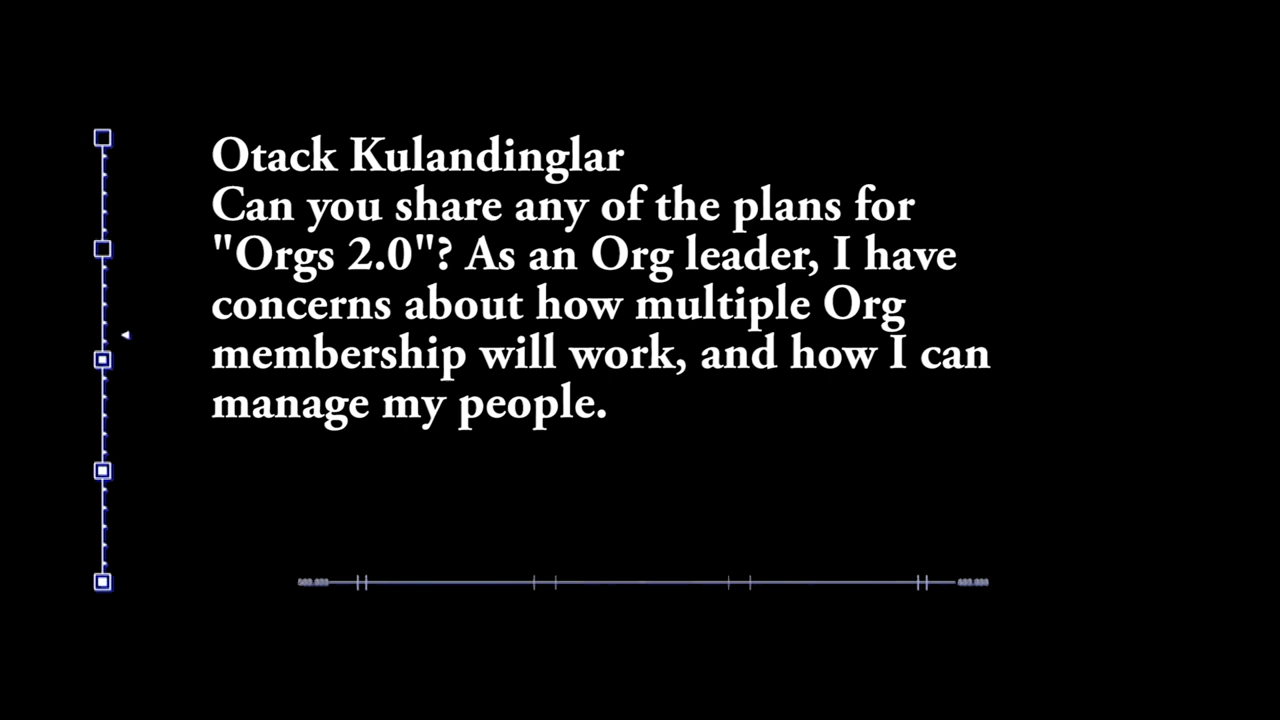 Otack Kulandinglar
Can you share any of the plans for
"Orgs 2.0"? As an Org leader, I have
concerns about how multiple Org
membership will work, and how I can
manage my people.